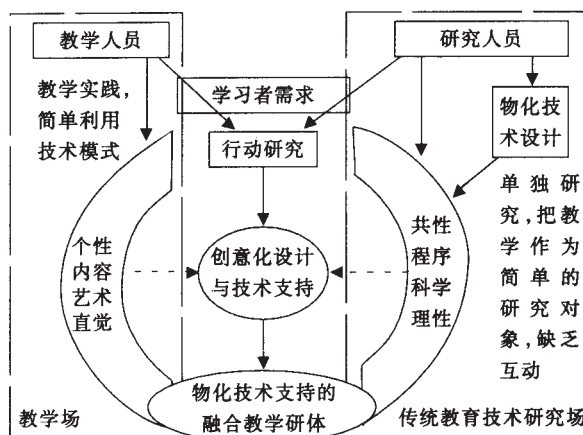 教学人员
研究人员
教学实践,
简单利用
技术模式
学习者需求
行动研究
物化技
术设计
单独研
究,把教
学作为
简单的
研究对
象,缺乏
互动
个性
内容
艺术
直觉
创意化设计
与技术支持
共性
程序
科学
理性
物化技术支持的
融合教学研体
教学场
传统教育技术研究场